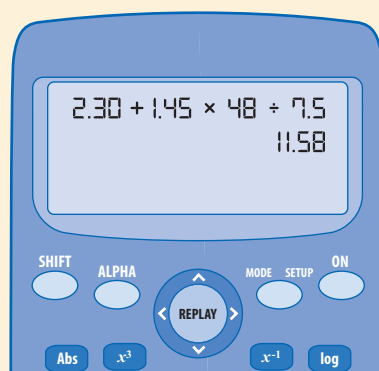 2.30 + 1.45 × 48 ÷ 7.5
11.58
SHIFT ALPHA MODE SETUP ON
REPLAY
Abs x³ x⁻¹ log